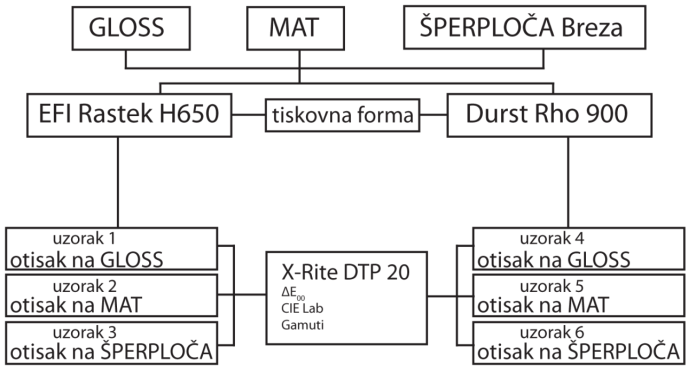 GLOSS
MAT
ŠPERPLOČA Breza
EFI Rastek H650
tiskovna forma
Durst Rho 900
uzorak 1
otisak na GLOSS
uzorak 2
otisak na MAT
uzorak 3
otisak na ŠPERPLOČA
X-Rite DTP 20
ΔE₀₀
CIE Lab
Gamuti
uzorak 4
otisak na GLOSS
uzorak 5
otisak na MAT
uzorak 6
otisak na ŠPERPLOČA